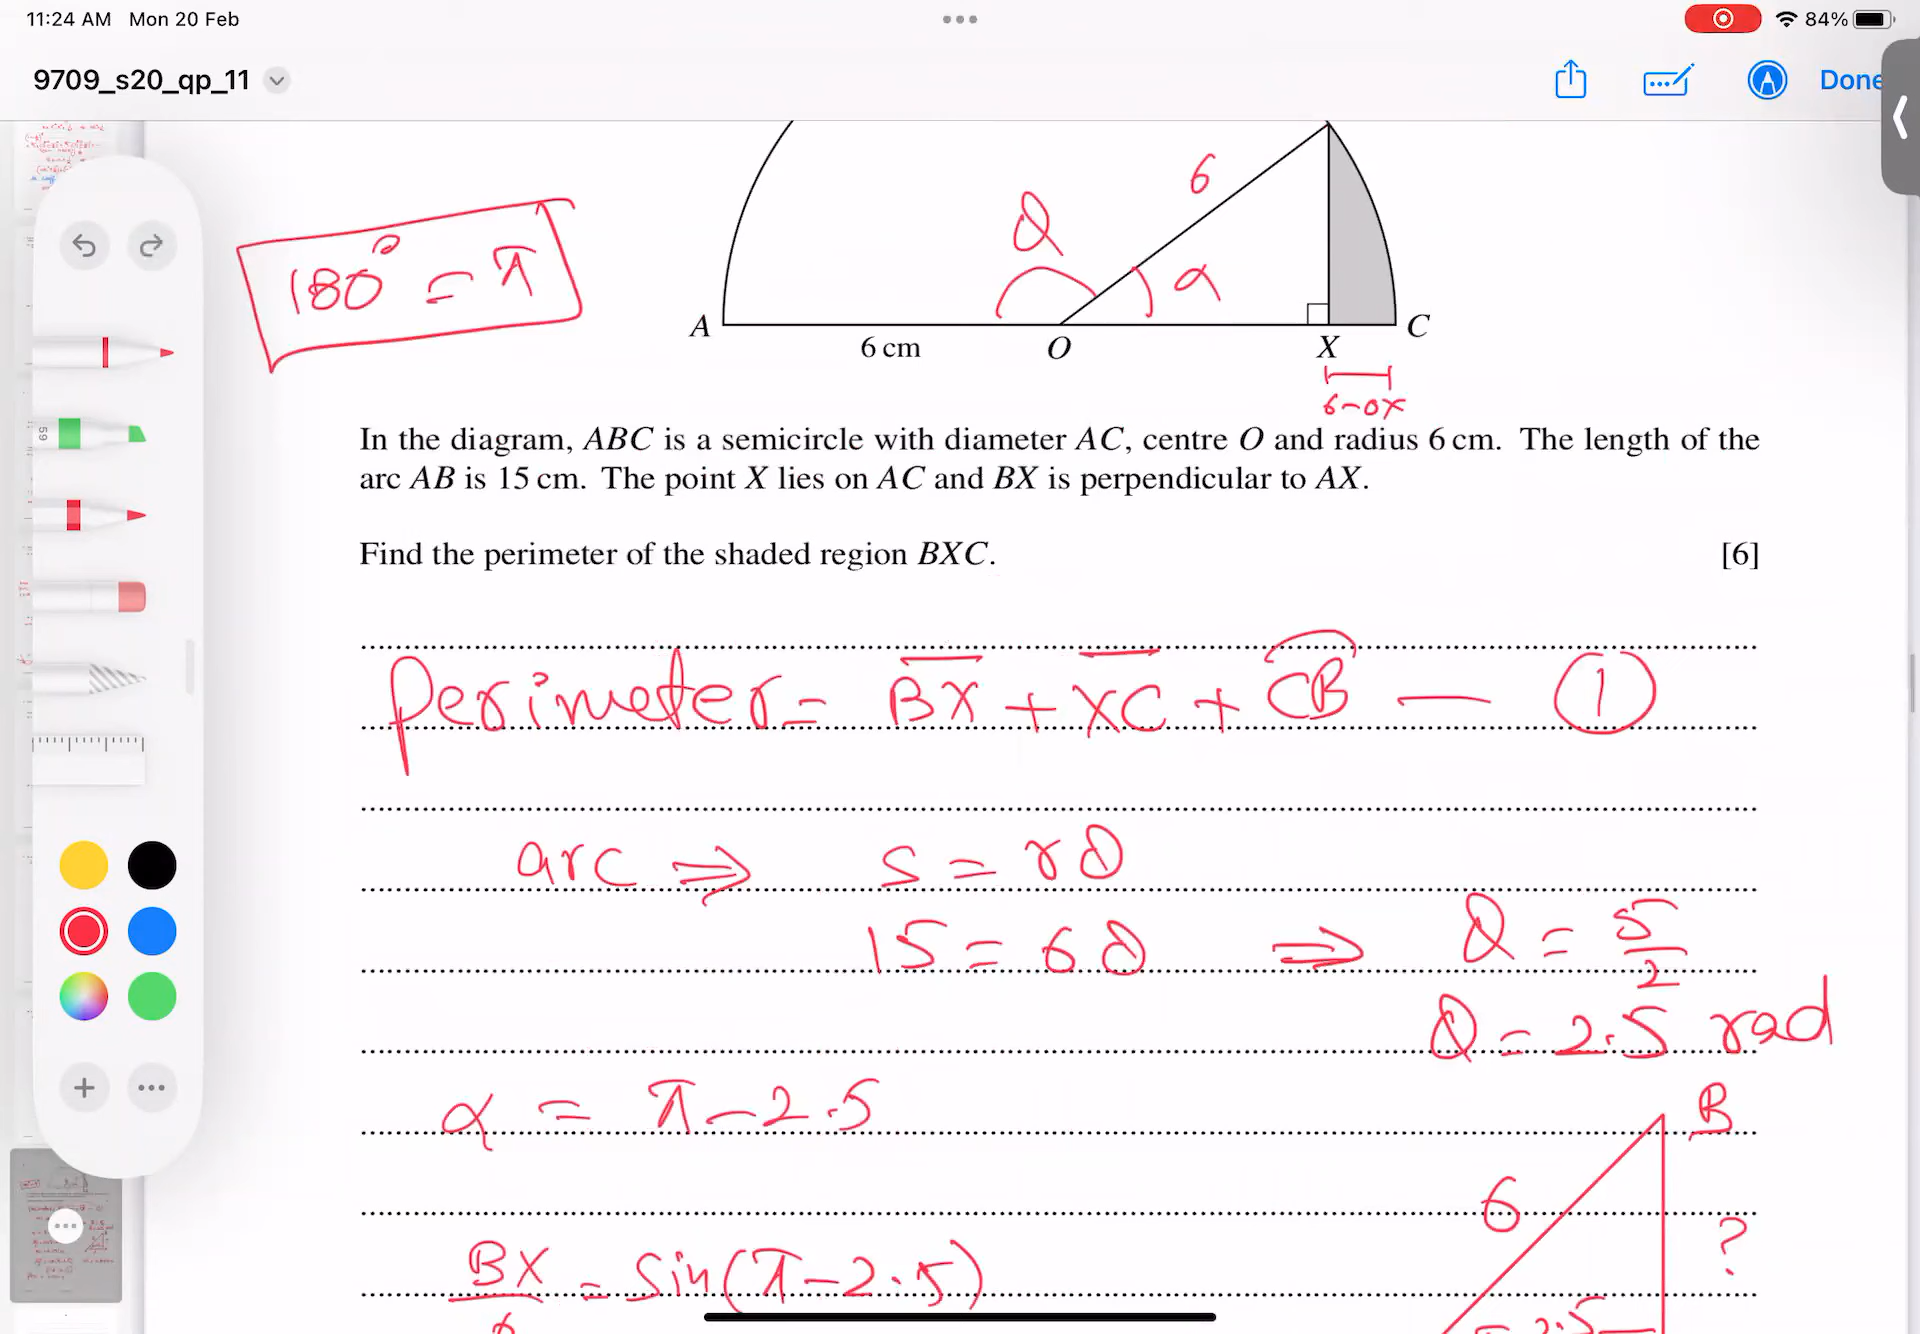 11:24 AM Mon 20 Feb
84%
9709_s20_qp_11
Done
180° = π
6
θ
α
A
6 cm
O
X
C
6-OX
In the diagram, ABC is a semicircle with diameter AC, centre O and radius 6 cm. The length of the
arc AB is 15 cm. The point X lies on AC and BX is perpendicular to AX.
Find the perimeter of the shaded region BXC. [6]
Perimeter = BX + XC + CB — ①
arc ⇒ s = rθ
15 = 6θ ⇒ θ = 5/2
θ = 2.5 rad
α = π - 2.5
B
6
?
BX/6 = sin(π - 2.5)
59